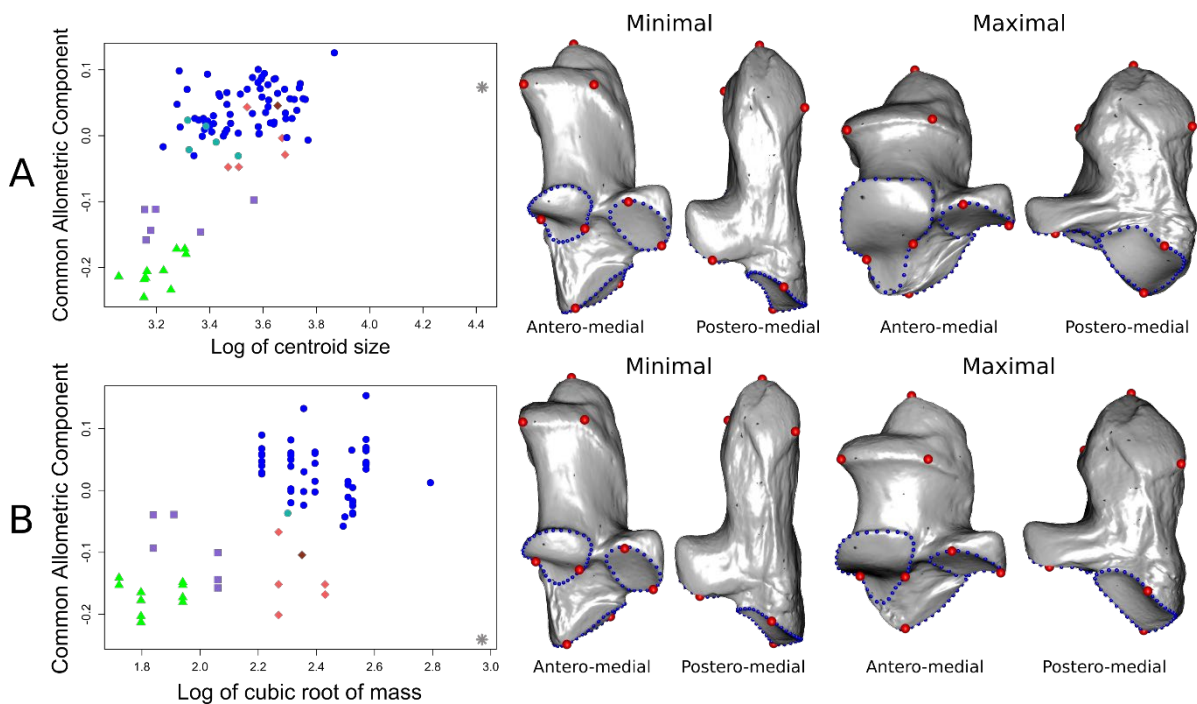 Minimal
Maximal
A
Common Allometric Component
0.1
0.0
-0.1
-0.2
3.2
3.4
3.6
3.8
4.0
4.2
4.4
Log of centroid size
Antero-medial
Postero-medial
Antero-medial
Postero-medial
Minimal
Maximal
B
Common Allometric Component
0.1
0.0
-0.1
-0.2
1.8
2.0
2.2
2.4
2.6
2.8
3.0
Log of cubic root of mass
Antero-medial
Postero-medial
Antero-medial
Postero-medial